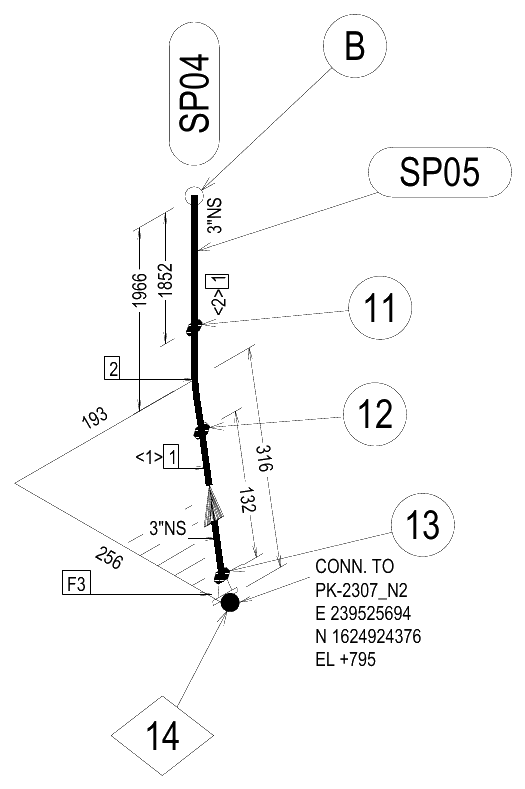 SP04
B
SP05
3"NS
1966
1852
<2> 1
11
2
193
12
316
<1> 1
132
3"NS
13
256
F3
CONN. TO
PK-2307_N2
E 239525694
N 1624924376
EL +795
14